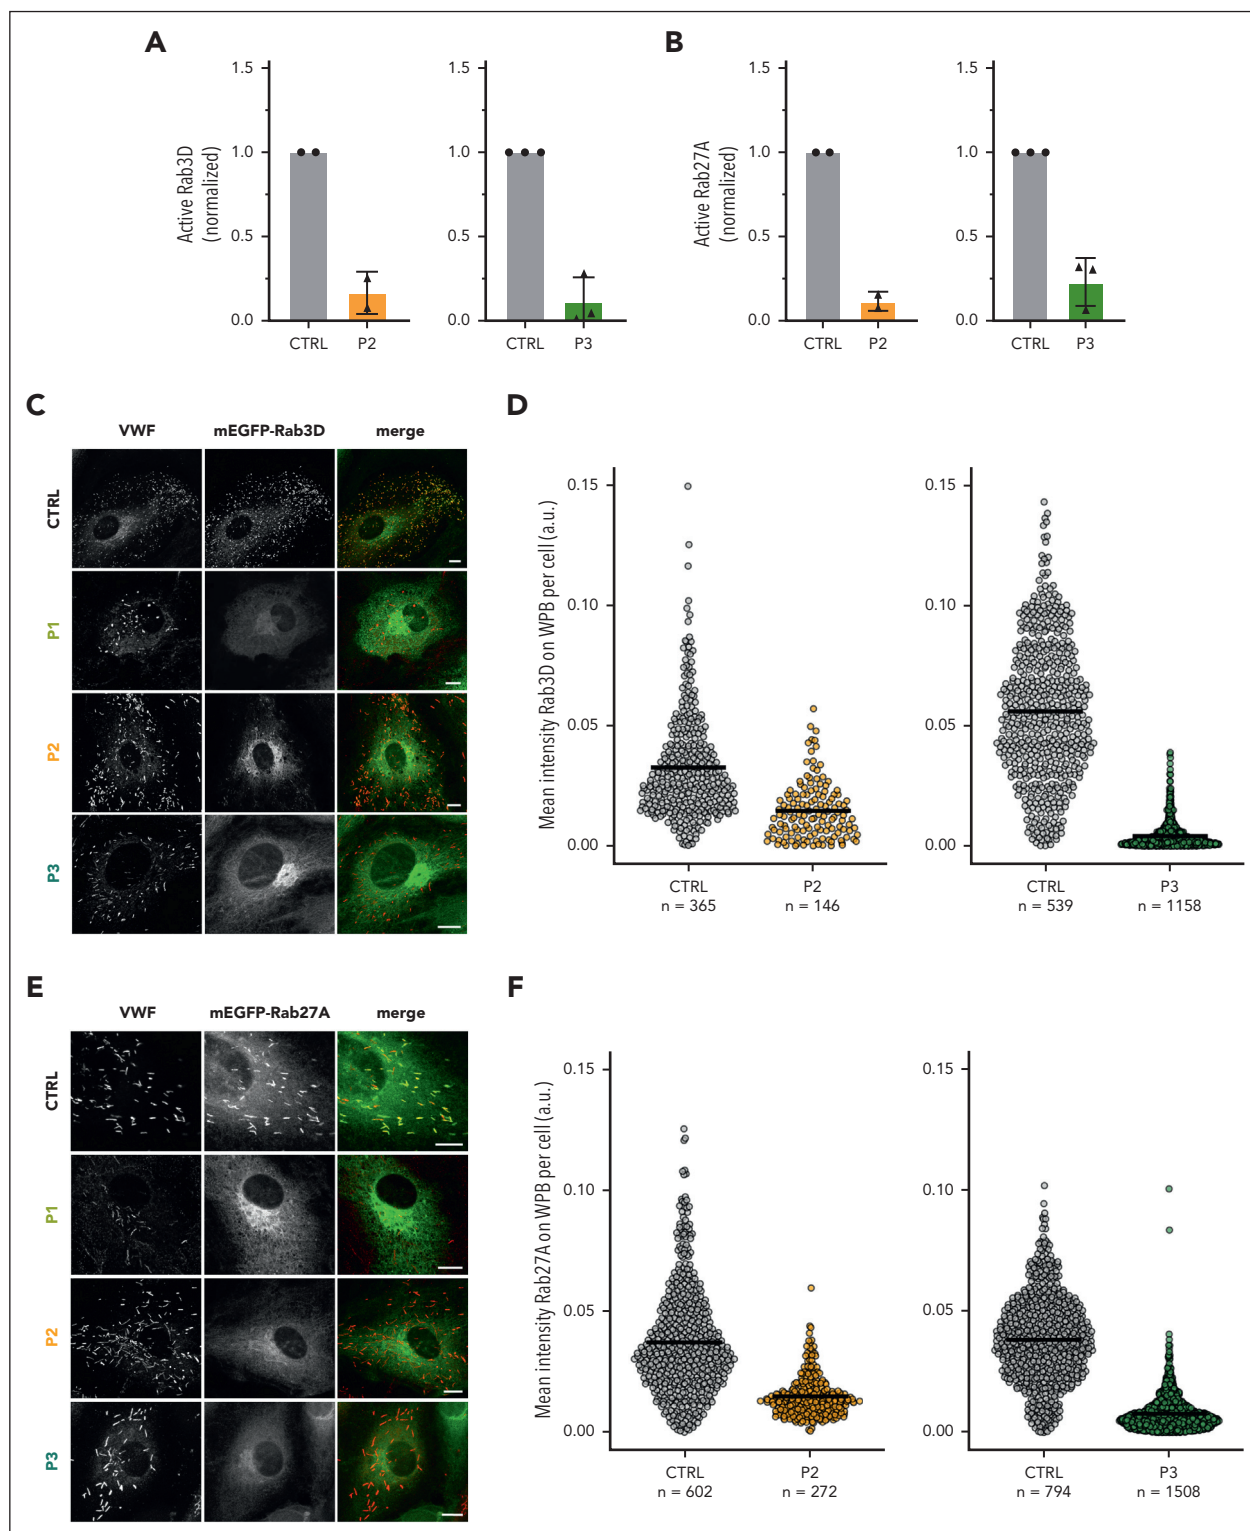 A
B
1.5
1.0
0.5
0.0
Active Rab3D
(normalized)
CTRL
P2
1.5
1.0
0.5
0.0
CTRL
P3
1.5
1.0
0.5
0.0
Active Rab27A
(normalized)
CTRL
P2
1.5
1.0
0.5
0.0
CTRL
P3
C
VWF
mEGFP-Rab3D
merge
CTRL
P1
P2
P3
D
Mean intensity Rab3D on WPB per cell (a.u.)
0.15
0.10
0.05
0.00
CTRL
n = 365
P2
n = 146
0.15
0.10
0.05
0.00
CTRL
n = 539
P3
n = 1158
E
VWF
mEGFP-Rab27A
merge
CTRL
P1
P2
P3
F
Mean intensity Rab27A on WPB per cell (a.u.)
0.15
0.10
0.05
0.00
CTRL
n = 602
P2
n = 272
0.15
0.10
0.05
0.00
CTRL
n = 794
P3
n = 1508